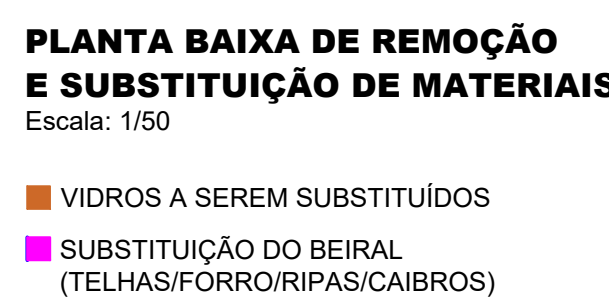 PLANTA BAIXA DE REMOÇÃO
E SUBSTITUIÇÃO DE MATERIAIS
Escala: 1/50
VIDROS A SEREM SUBSTITUÍDOS
SUBSTITUIÇÃO DO BEIRAL
(TELHAS/FORRO/RIPAS/CAIBROS)